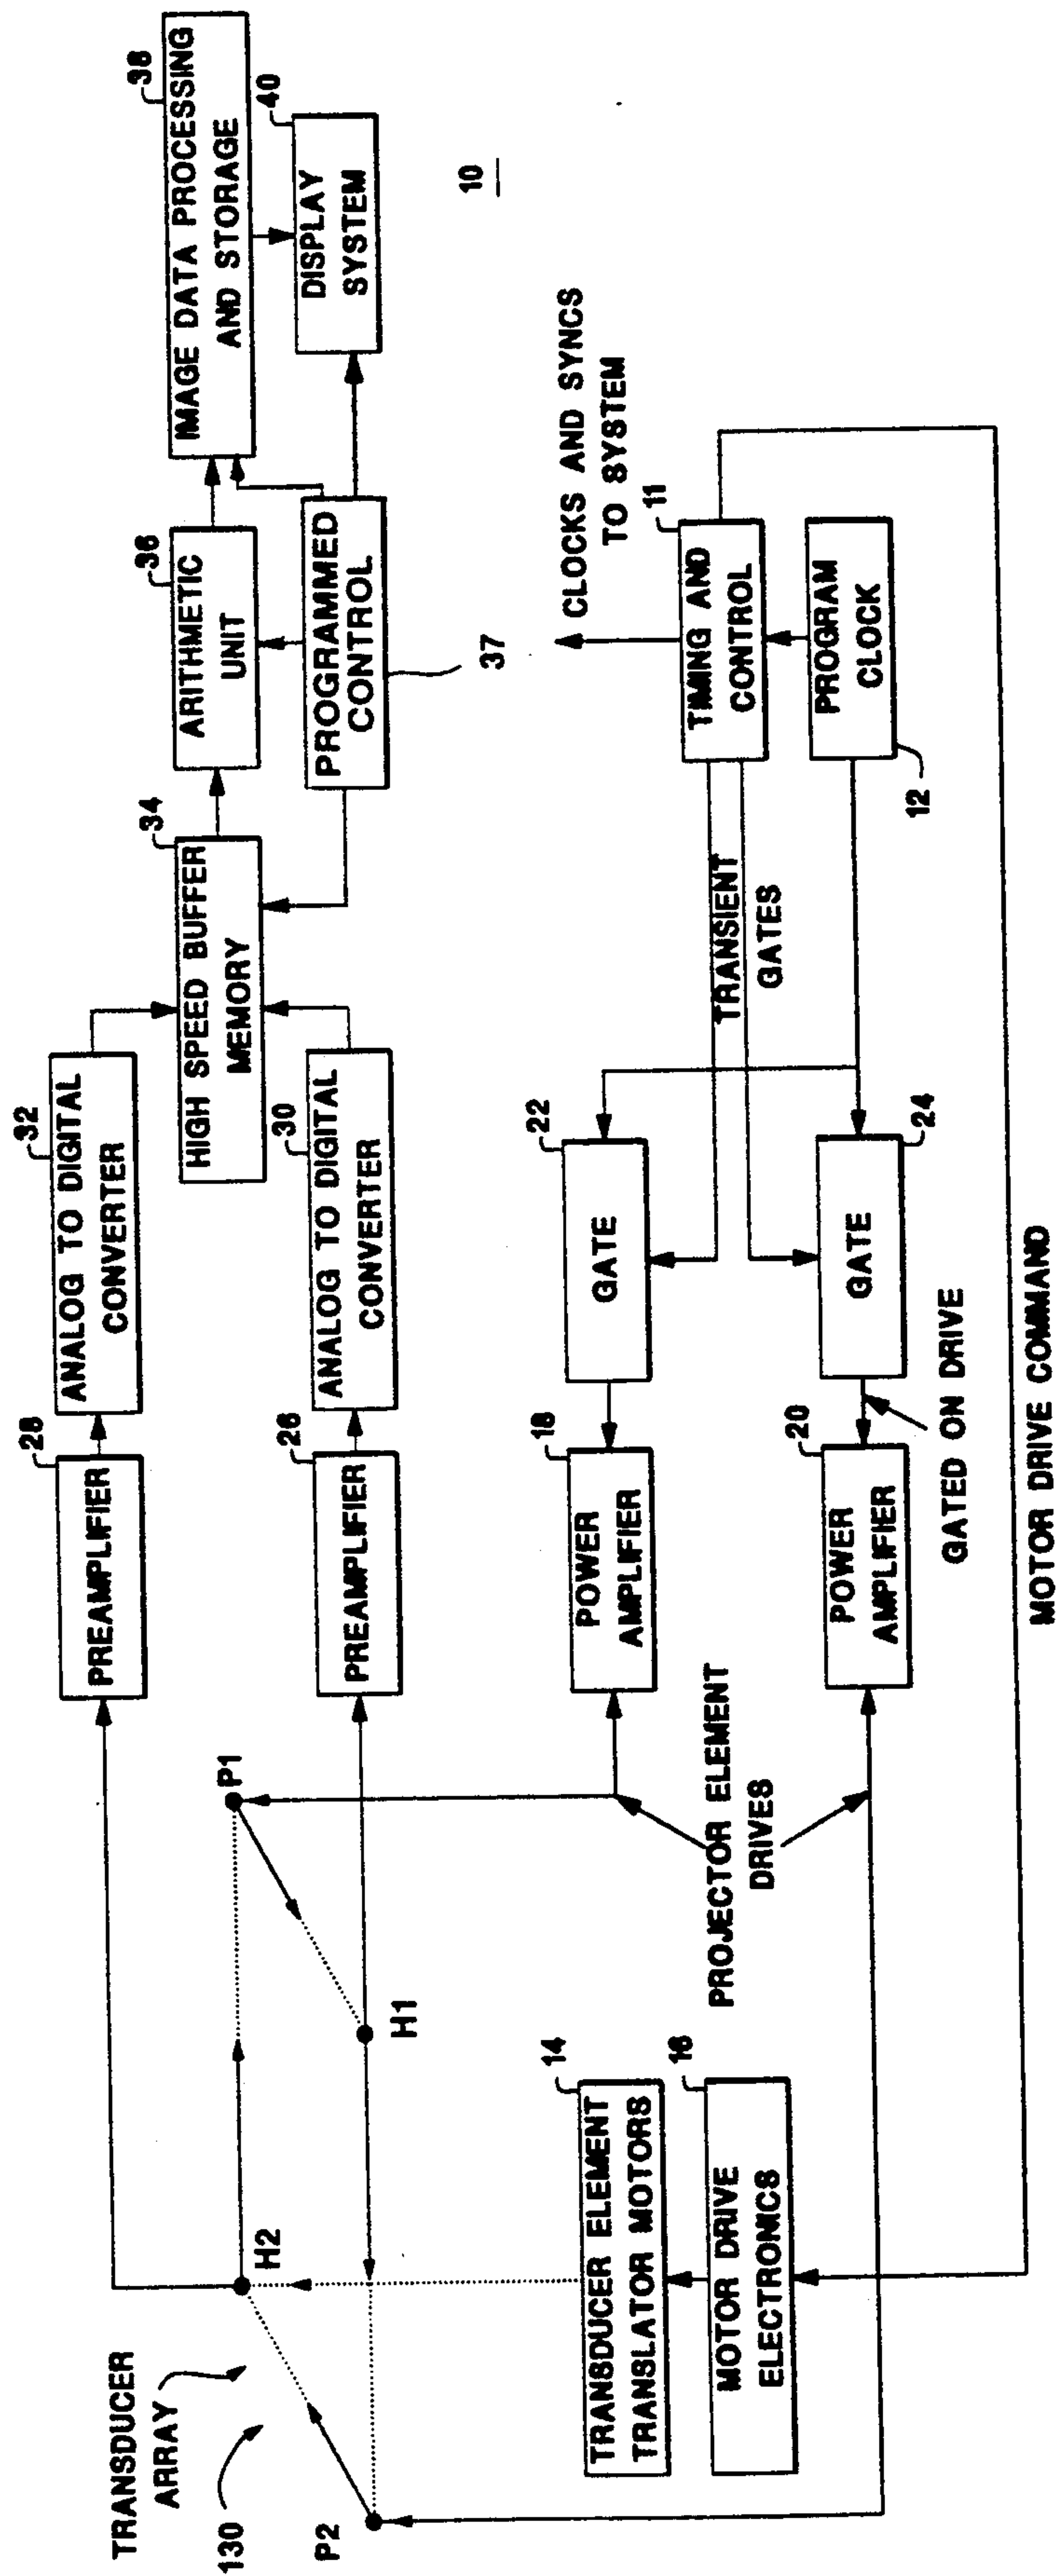 TRANSDUCER
ARRAY
130
P2
H2
H1
P1
28
PREAMPLIFIER
32
ANALOG TO DIGITAL
CONVERTER
26
PREAMPLIFIER
30
ANALOG TO DIGITAL
CONVERTER
34
HIGH SPEED BUFFER
MEMORY
36
ARITHMETIC
UNIT
38
IMAGE DATA PROCESSING
AND STORAGE
40
DISPLAY
SYSTEM
PROGRAMMED
CONTROL
37
10
CLOCKS AND SYNCS
TO SYSTEM
11
TIMING AND
CONTROL
PROGRAM
CLOCK
12
TRANSIENT
GATES
22
GATE
24
GATE
18
POWER
AMPLIFIER
20
POWER
AMPLIFIER
GATED ON DRIVE
PROJECTOR ELEMENT
DRIVES
14
TRANSDUCER ELEMENT
TRANSLATOR MOTORS
16
MOTOR DRIVE
ELECTRONICS
MOTOR DRIVE COMMAND